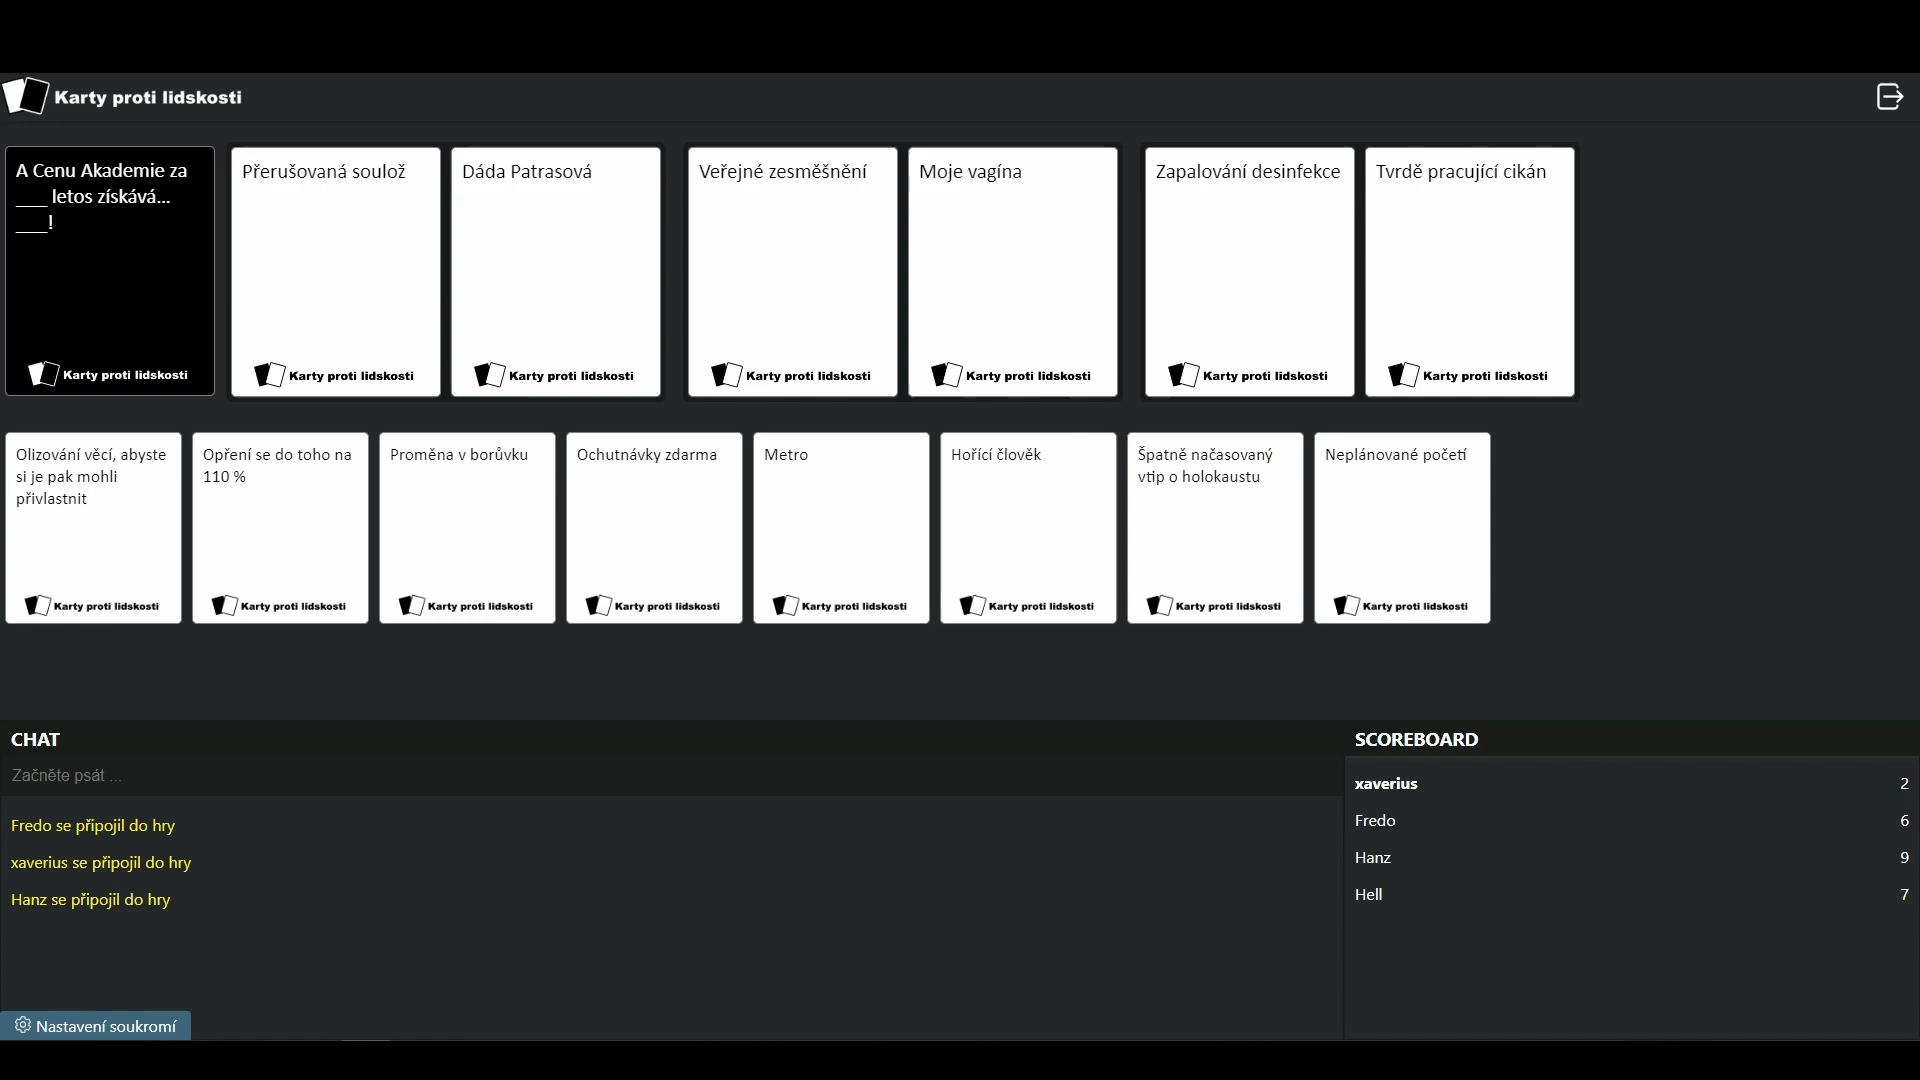 Karty proti lidskosti
A Cenu Akademie za
___ letos získává...
___!
Karty proti lidskosti
Přerušovaná soulož
Karty proti lidskosti
Dáda Patrasová
Karty proti lidskosti
Veřejné zesměšnění
Karty proti lidskosti
Moje vagína
Karty proti lidskosti
Zapalování desinfekce
Karty proti lidskosti
Tvrdě pracující cikán
Karty proti lidskosti
Olizování věcí, abyste
si je pak mohli
přivlastnit
Karty proti lidskosti
Opření se do toho na
110 %
Karty proti lidskosti
Proměna v borůvku
Karty proti lidskosti
Ochutnávky zdarma
Karty proti lidskosti
Metro
Karty proti lidskosti
Hořící člověk
Karty proti lidskosti
Špatně načasovaný
vtip o holokaustu
Karty proti lidskosti
Neplánované početí
Karty proti lidskosti
CHAT
Začněte psát ...
Fredo se připojil do hry
xaverius se připojil do hry
Hanz se připojil do hry
Nastavení soukromí
SCOREBOARD
xaverius 2
Fredo 6
Hanz 9
Hell 7